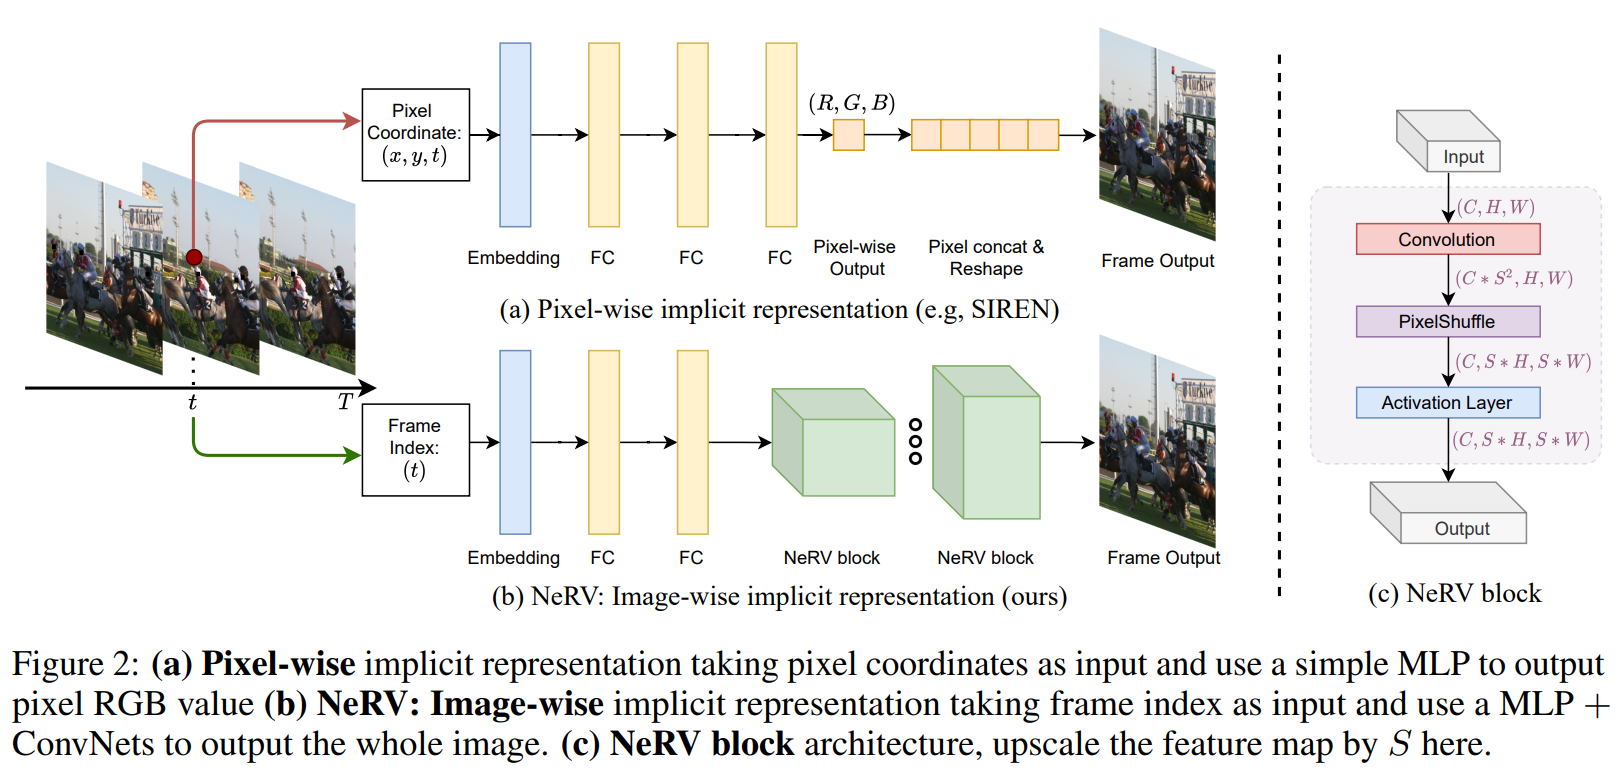 Pixel
Coordinate:
(x, y, t)
Embedding
FC
FC
FC
(R, G, B)
Pixel-wise
Output
Pixel concat &
Reshape
Frame Output
(a) Pixel-wise implicit representation (e.g, SIREN)
t
T
Frame
Index:
(t)
Embedding
FC
FC
NeRV block
NeRV block
Frame Output
(b) NeRV: Image-wise implicit representation (ours)
Input
(C, H, W)
Convolution
(C ∗ S², H, W)
PixelShuffle
(C, S ∗ H, S ∗ W)
Activation Layer
(C, S ∗ H, S ∗ W)
Output
(c) NeRV block
Figure 2: (a) Pixel-wise implicit representation taking pixel coordinates as input and use a simple MLP to output
pixel RGB value (b) NeRV: Image-wise implicit representation taking frame index as input and use a MLP +
ConvNets to output the whole image. (c) NeRV block architecture, upscale the feature map by S here.